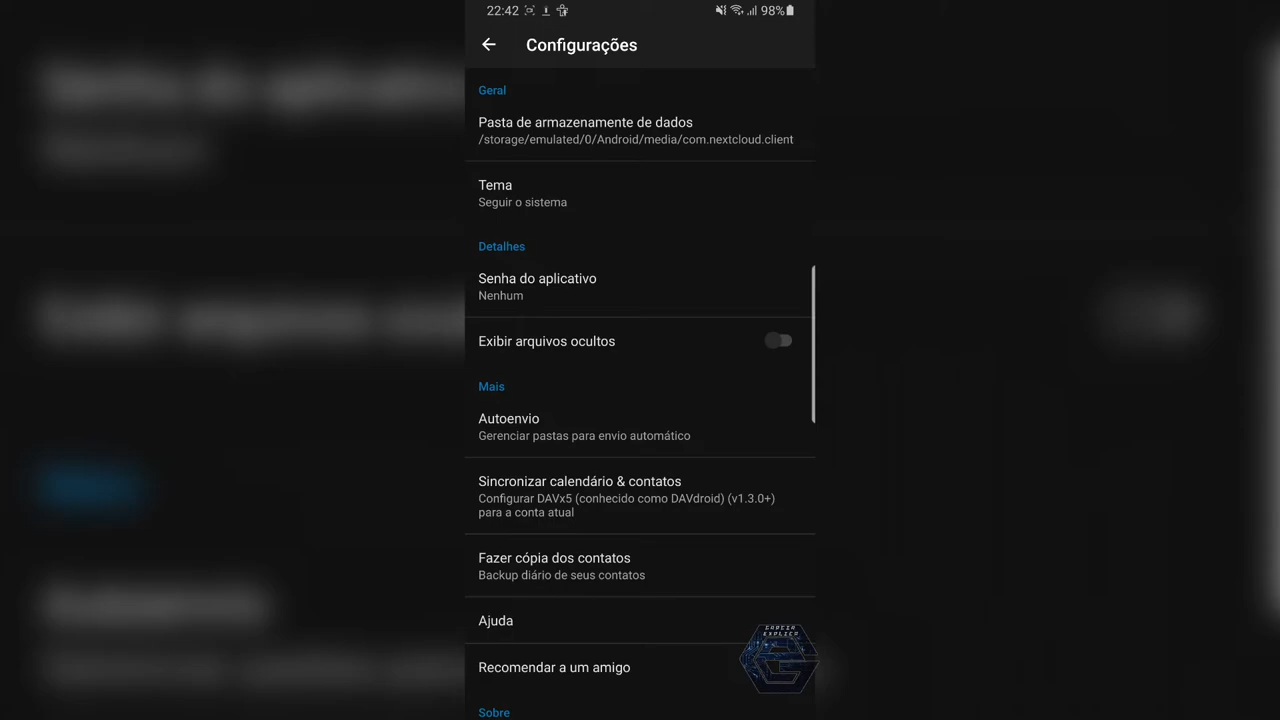 22:42
98%
Configurações
Geral
Pasta de armazenamente de dados
/storage/emulated/0/Android/media/com.nextcloud.client
Tema
Seguir o sistema
Detalhes
Senha do aplicativo
Nenhum
Exibir arquivos ocultos
Mais
Autoenvio
Gerenciar pastas para envio automático
Sincronizar calendário & contatos
Configurar DAVx5 (conhecido como DAVdroid) (v1.3.0+)
para a conta atual
Fazer cópia dos contatos
Backup diário de seus contatos
Ajuda
GARCIA
EXPLICA
Recomendar a um amigo
Sobre